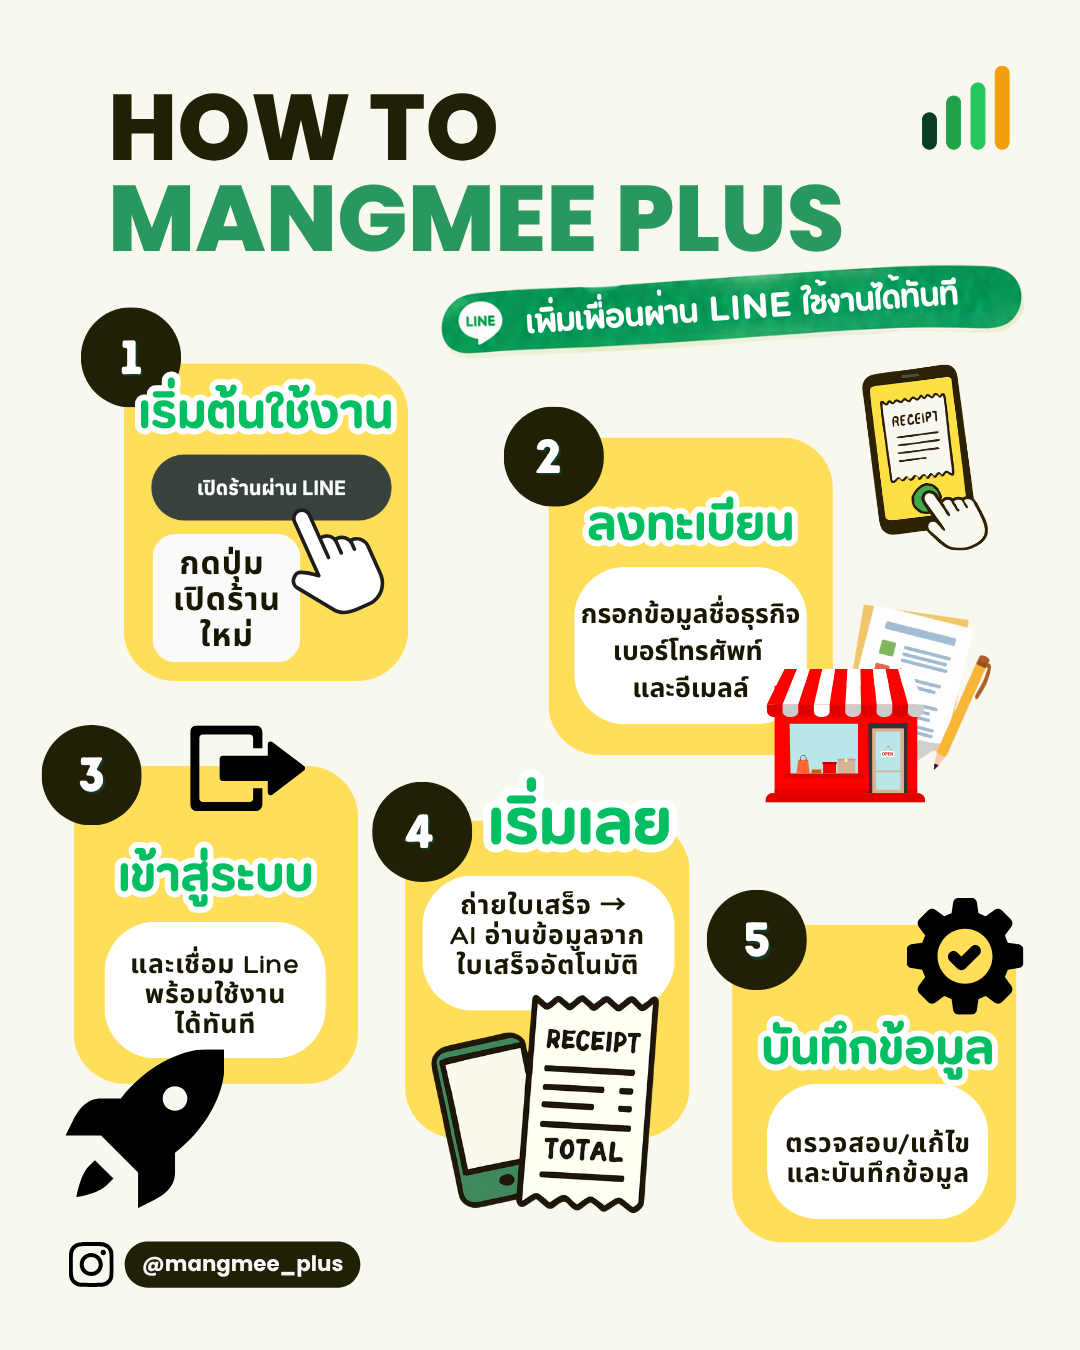 HOW TO
MANGMEE PLUS
LINE
เพิ่มเพื่อนผ่าน LINE ใช้งานได้ทันที
1
เริ่มต้นใช้งาน
เปิดร้านผ่าน LINE
กดปุ่ม
เปิดร้าน
ใหม่
2
ลงทะเบียน
กรอกข้อมูลชื่อธุรกิจ
เบอร์โทรศัพท์
และอีเมลล์
RECEIPT
OPEN
3
เข้าสู่ระบบ
และเชื่อม Line
พร้อมใช้งาน
ได้ทันที
4
เริ่มเลย
ถ่ายใบเสร็จ →
AI อ่านข้อมูลจาก
ใบเสร็จอัตโนมัติ
RECEIPT
TOTAL
5
บันทึกข้อมูล
ตรวจสอบ/แก้ไข
และบันทึกข้อมูล
@mangmee_plus